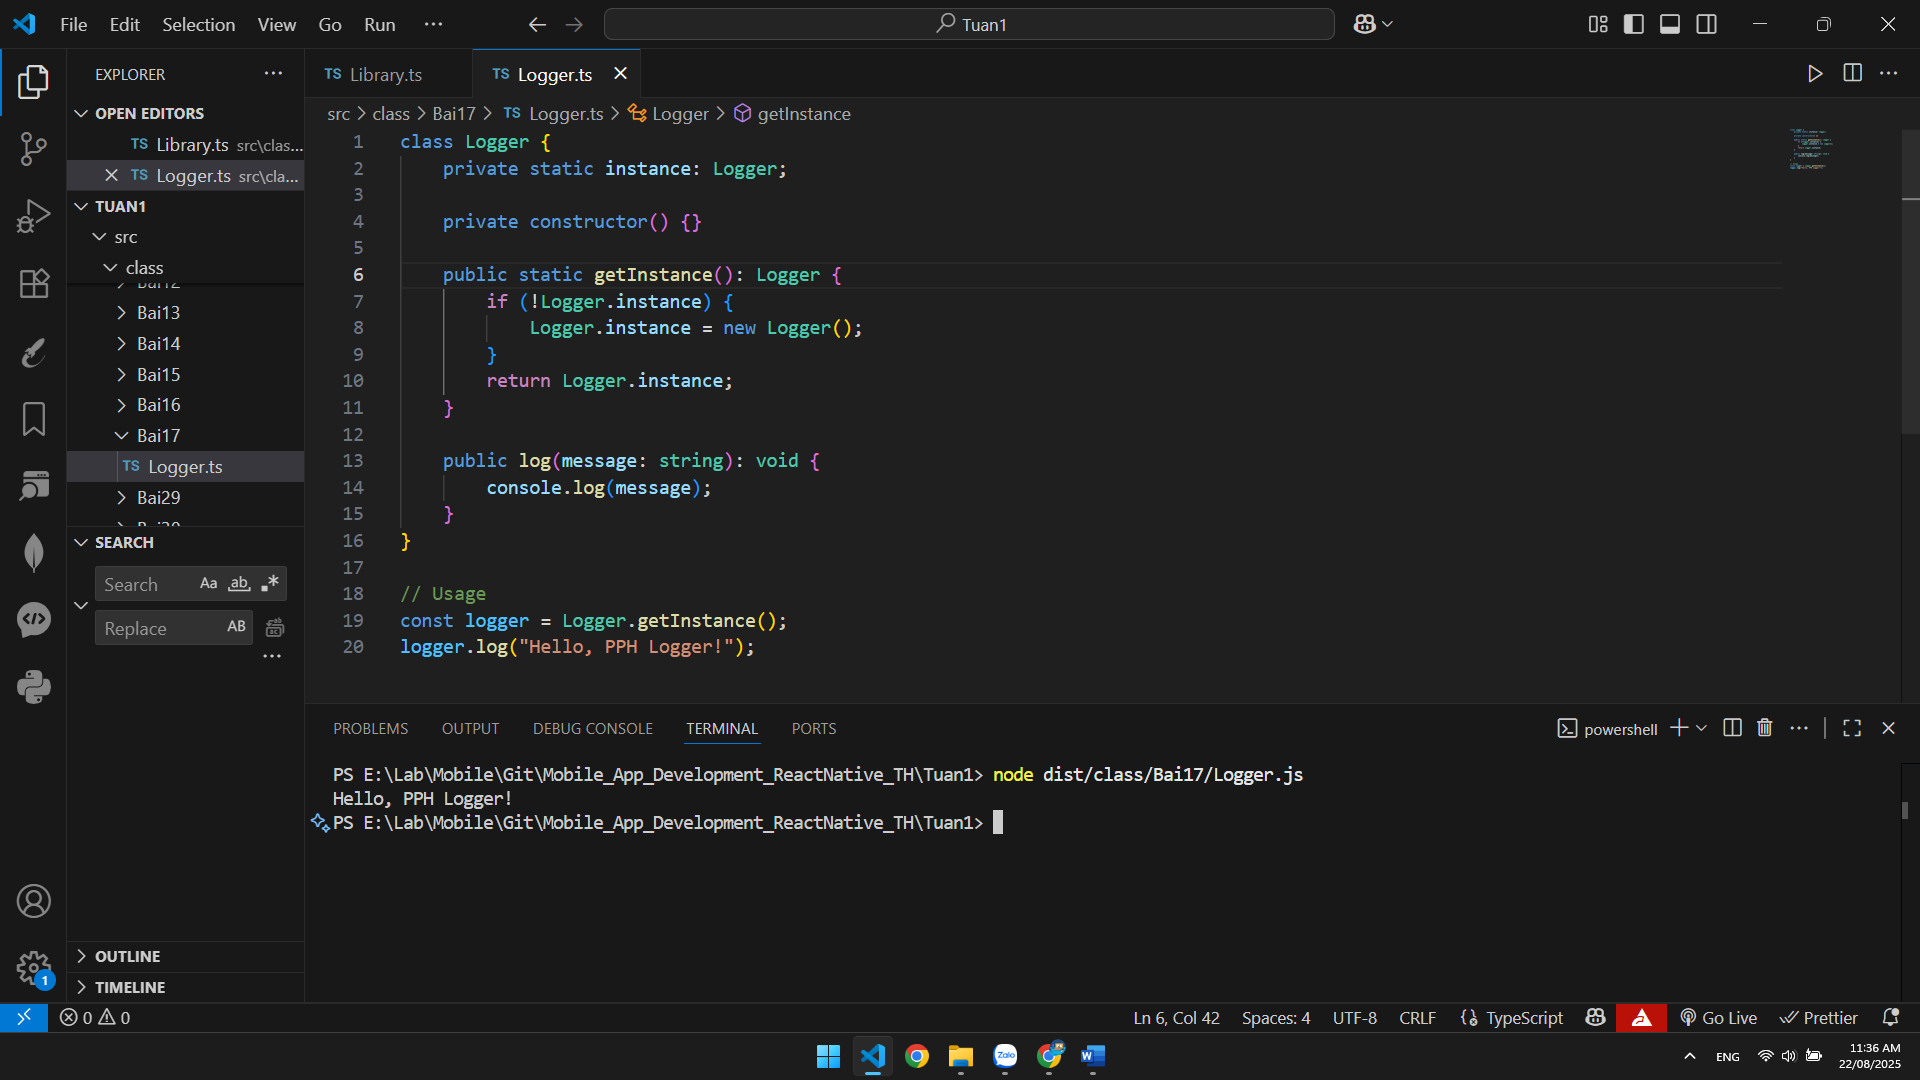 File Edit Selection View Go Run ···
Tuan1
EXPLORER
OPEN EDITORS
TS Library.ts src\clas...
TS Logger.ts src\cla...
TUAN1
src
class
Bai12
Bai13
Bai14
Bai15
Bai16
Bai17
TS Logger.ts
Bai29
SEARCH
Search Aa ab .*
Replace AB
OUTLINE
TIMELINE
TS Library.ts
TS Logger.ts
src > class > Bai17 > TS Logger.ts > Logger > getInstance
1 class Logger {
2 private static instance: Logger;
3
4 private constructor() {}
5
6 public static getInstance(): Logger {
7 if (!Logger.instance) {
8 Logger.instance = new Logger();
9 }
10 return Logger.instance;
11 }
12
13 public log(message: string): void {
14 console.log(message);
15 }
16 }
17
18 // Usage
19 const logger = Logger.getInstance();
20 logger.log("Hello, PPH Logger!");
PROBLEMS OUTPUT DEBUG CONSOLE TERMINAL PORTS
powershell
PS E:\Lab\Mobile\Git\Mobile_App_Development_ReactNative_TH\Tuan1> node dist/class/Bai17/Logger.js
Hello, PPH Logger!
PS E:\Lab\Mobile\Git\Mobile_App_Development_ReactNative_TH\Tuan1>
1
0 0
Ln 6, Col 42 Spaces: 4 UTF-8 CRLF {} TypeScript Go Live Prettier
Zalo
W
ENG
11:36 AM
22/08/2025